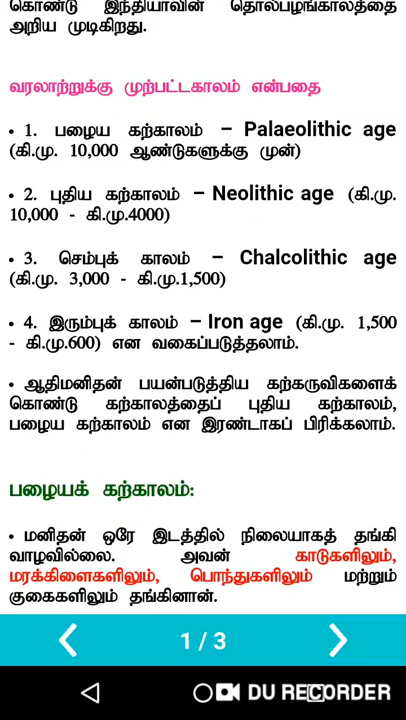 கொண்டு இந்தியாவின் தொல்பழங்காலத்தை
அறிய முடிகிறது.
வரலாற்றுக்கு முற்பட்டகாலம் என்பதை
• 1. பழைய கற்காலம் – Palaeolithic age
(கி.மு. 10,000 ஆண்டுகளுக்கு முன்)
• 2. புதிய கற்காலம் – Neolithic age (கி.மு.
10,000 - கி.மு.4000)
• 3. செம்புக் காலம் – Chalcolithic age
(கி.மு. 3,000 - கி.மு.1,500)
• 4. இரும்புக் காலம் – Iron age (கி.மு. 1,500
- கி.மு.600) என வகைப்படுத்தலாம்.
• ஆதிமனிதன் பயன்படுத்திய கற்கருவிகளைக்
கொண்டு கற்காலத்தைப் புதிய கற்காலம்,
பழைய கற்காலம் என இரண்டாகப் பிரிக்கலாம்.
பழையக் கற்காலம்:
• மனிதன் ஒரே இடத்தில் நிலையாகத் தங்கி
வாழவில்லை. அவன் காடுகளிலும்,
மரக்கிளைகளிலும், பொந்துகளிலும் மற்றும்
குகைகளிலும் தங்கினான்.
1 / 3
DU RECORDER